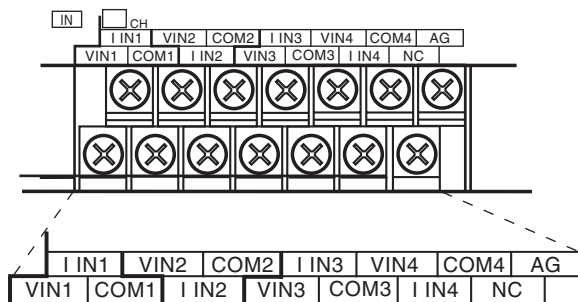 IN CH
I IN1 VIN2 COM2 I IN3 VIN4 COM4 AG
VIN1 COM1 I IN2 VIN3 COM3 I IN4 NC
I IN1 VIN2 COM2 I IN3 VIN4 COM4 AG
VIN1 COM1 I IN2 VIN3 COM3 I IN4 NC